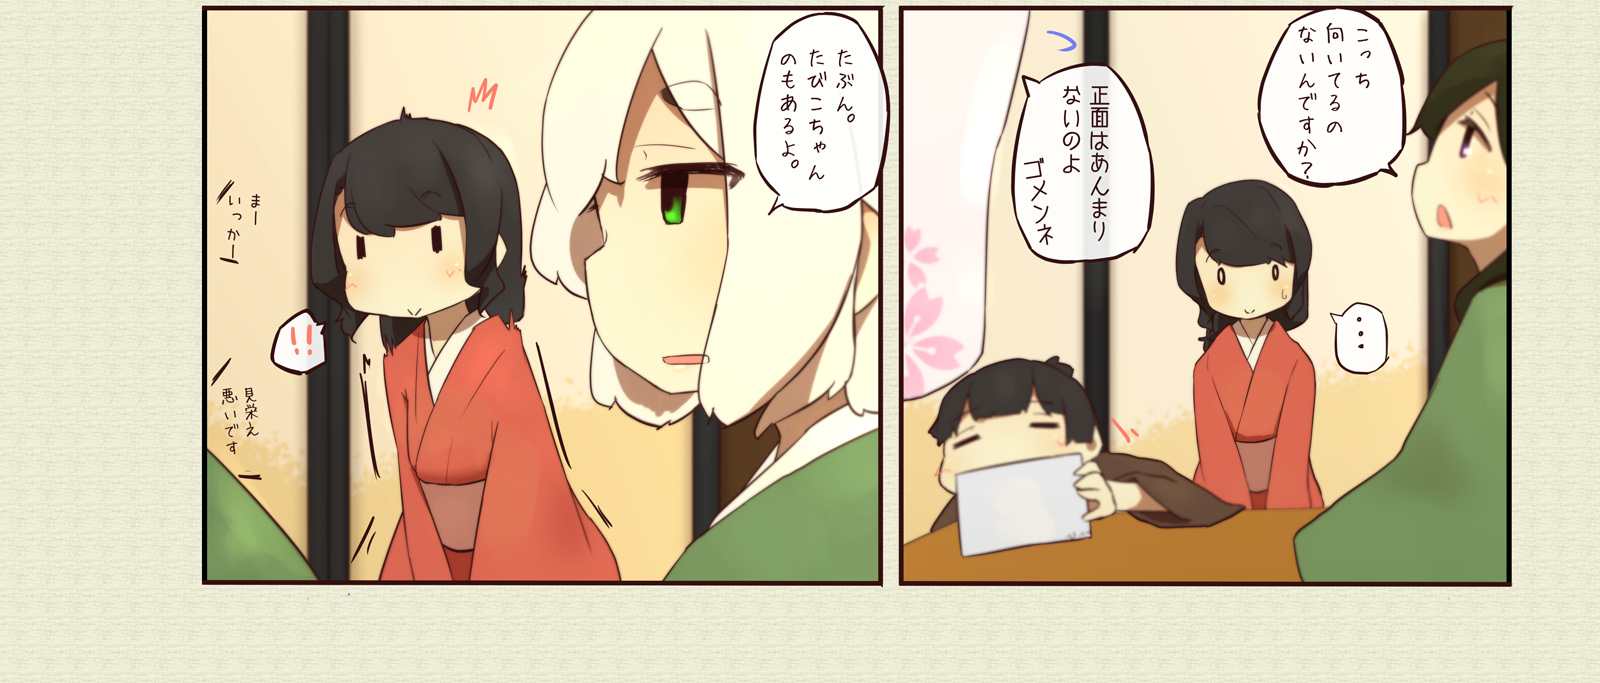 こっち
向いてるの
ないんですか?
正面はあんまり
ないのよ
ゴメンネ
…
たぶん。
たびこちゃん
のもあるよ。
!!
まー
いっかー
見栄え
悪いです